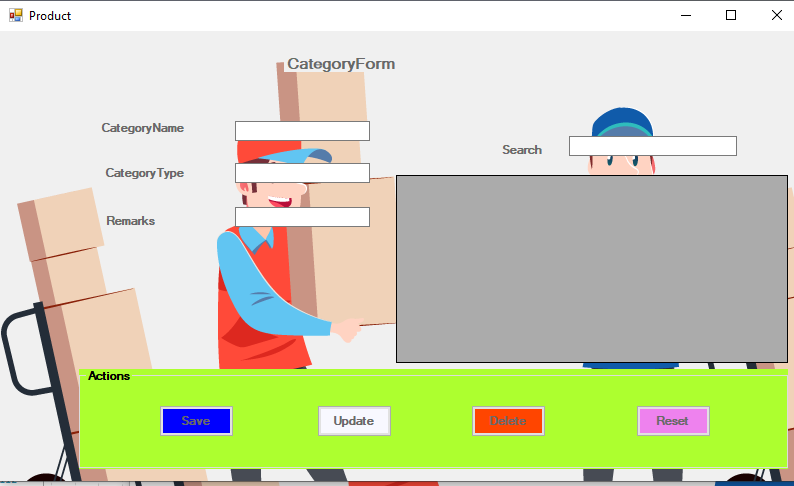 Product
CategoryForm
CategoryName
Search
CategoryType
Remarks
Actions
Save
Update
Delete
Reset